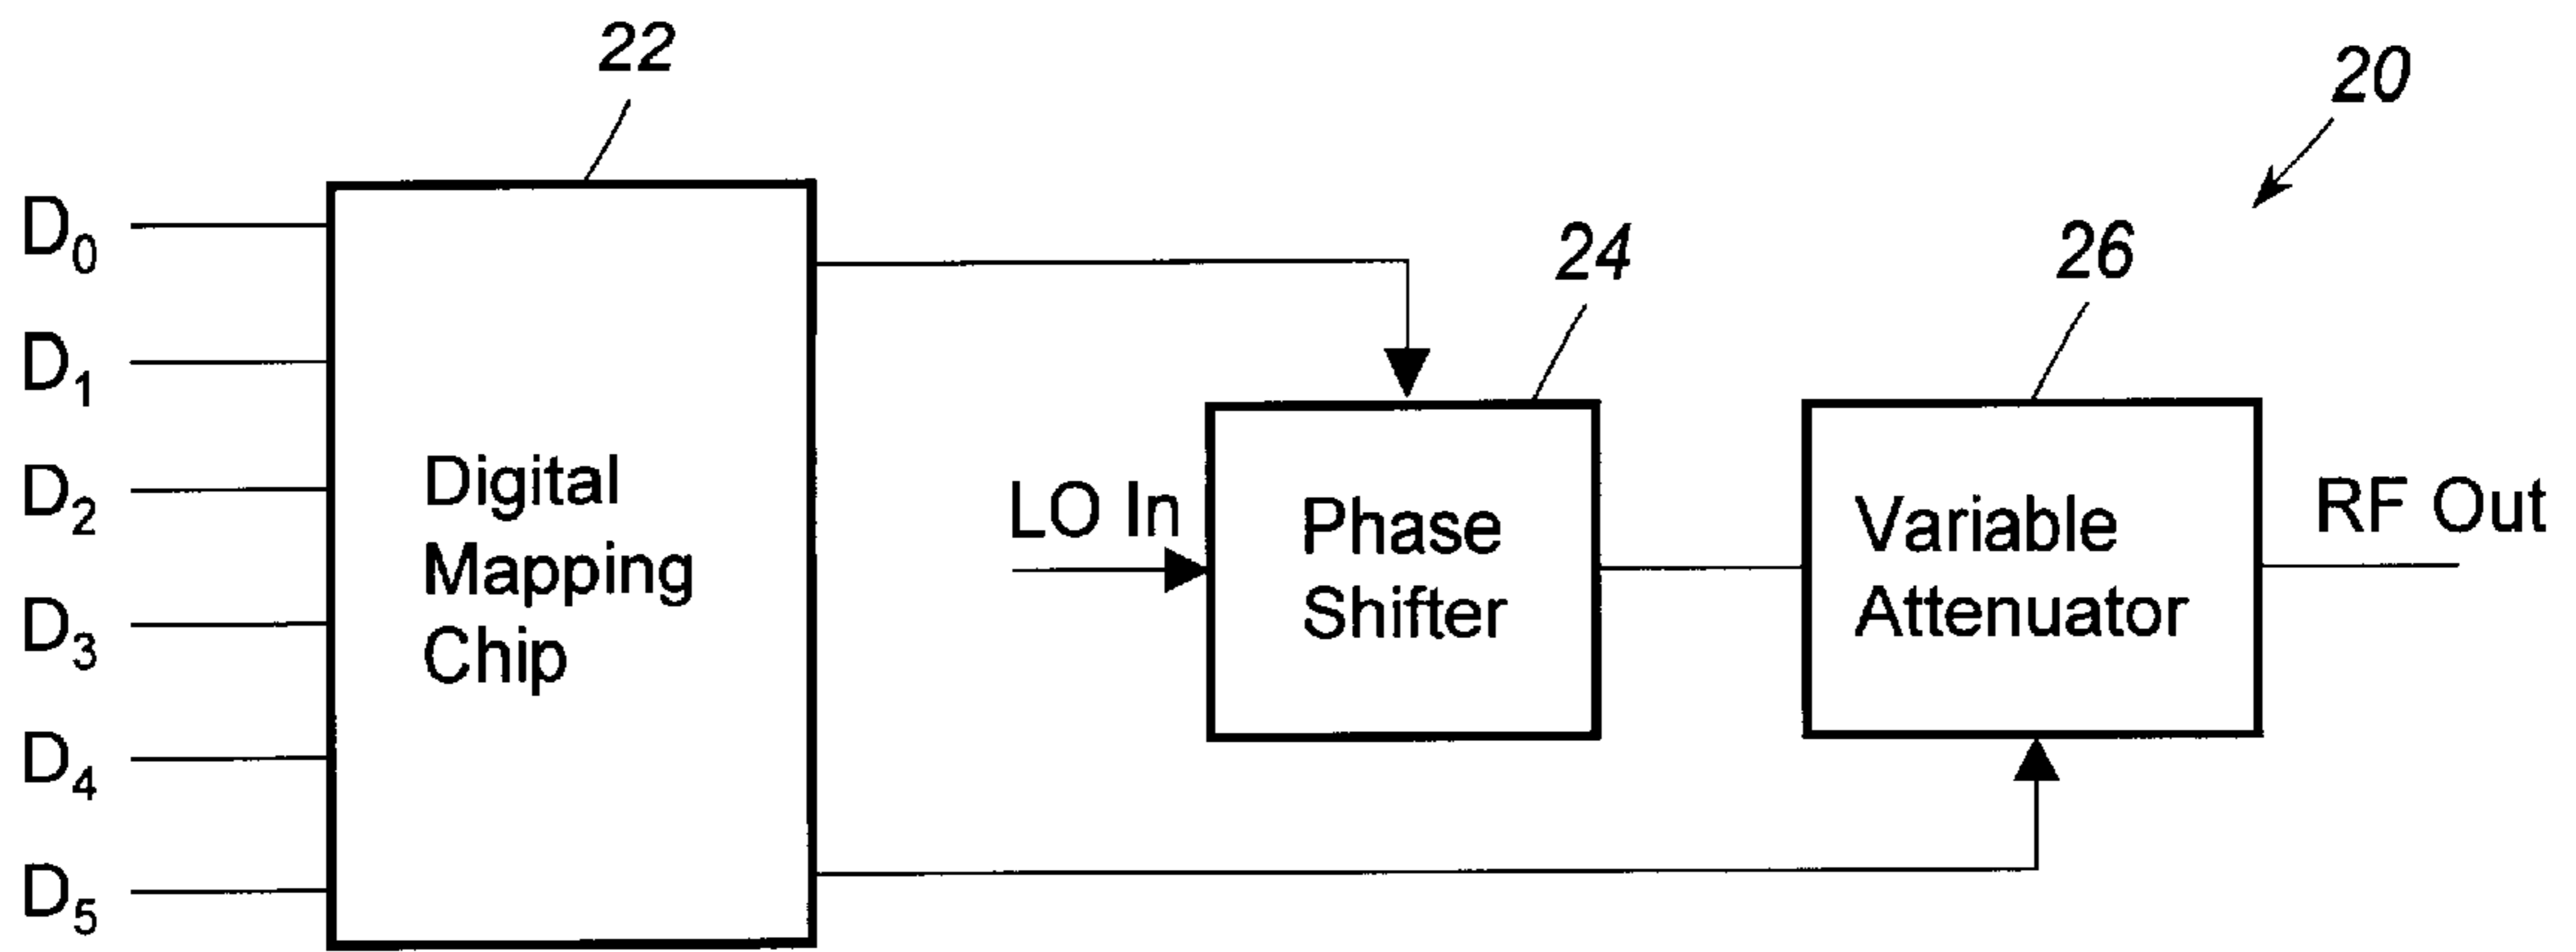 22
20
D0
24
26
D1
Digital
Mapping
Chip
D2
LO In
Phase
Shifter
Variable
Attenuator
RF Out
D3
D4
D5